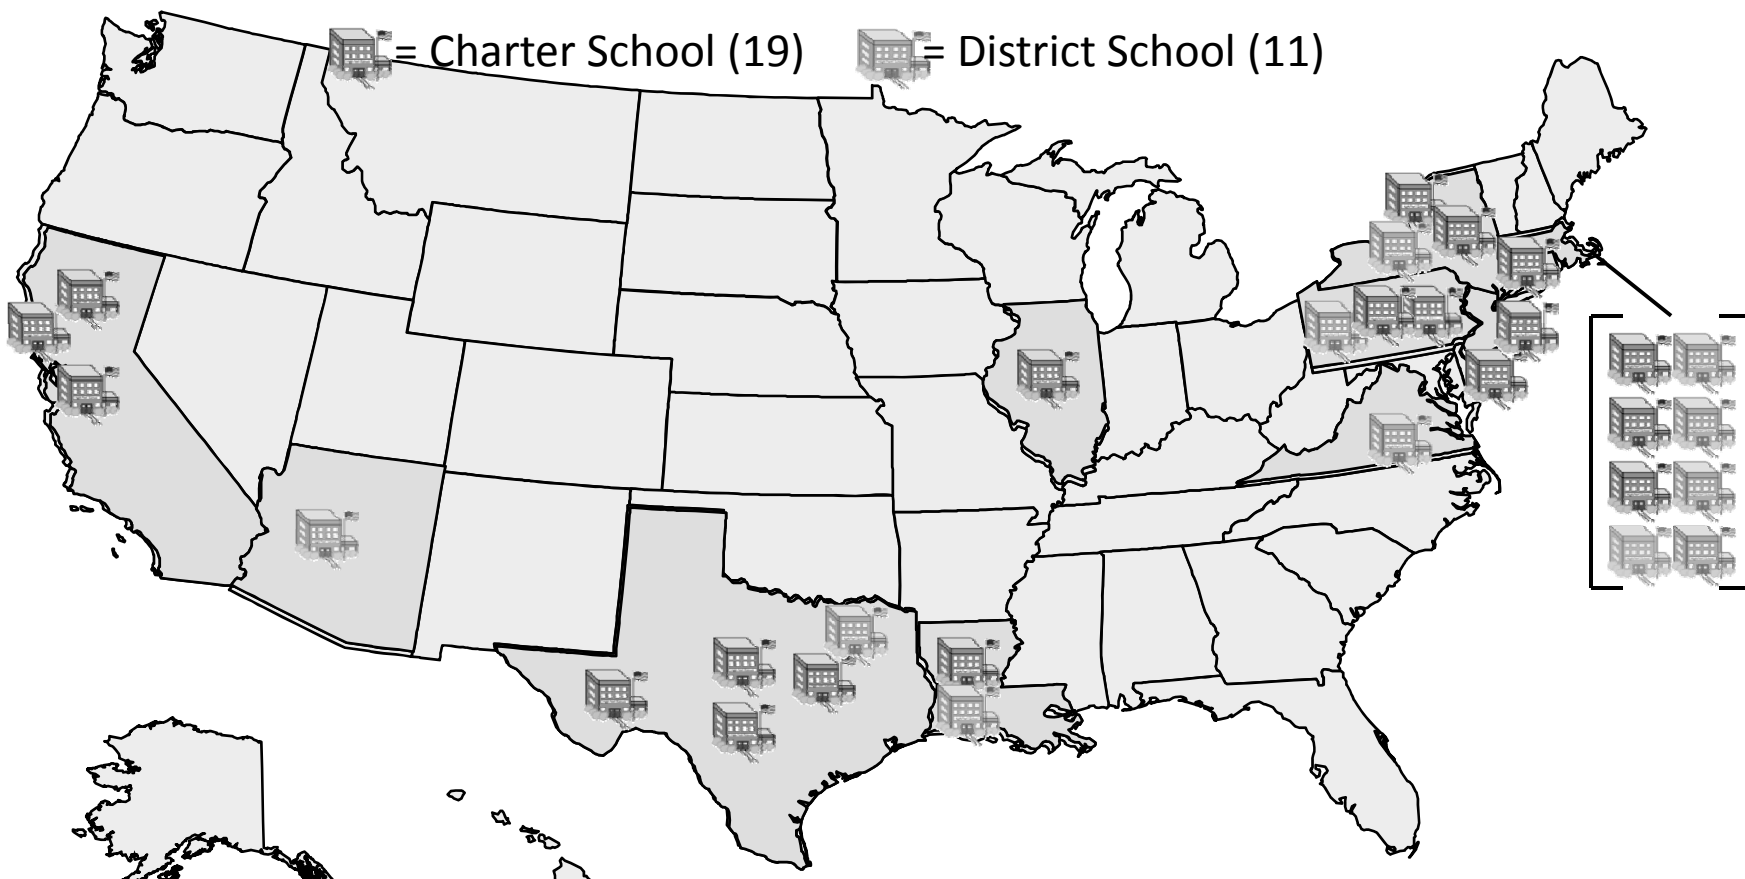 = Charter School (19) = District School (11)